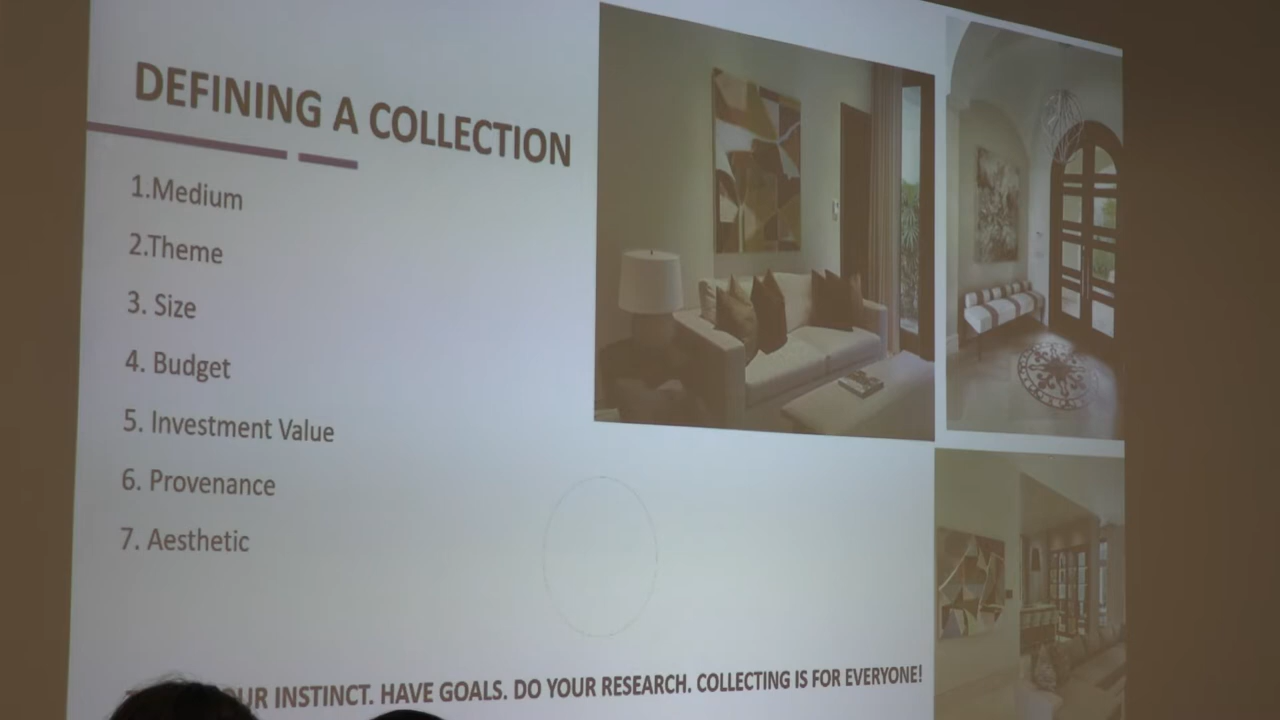 DEFINING A COLLECTION
1.Medium
2.Theme
3. Size
4. Budget
5. Investment Value
6. Provenance
7. Aesthetic
INSTINCT. HAVE GOALS. DO YOUR RESEARCH. COLLECTING IS FOR EVERYONE!